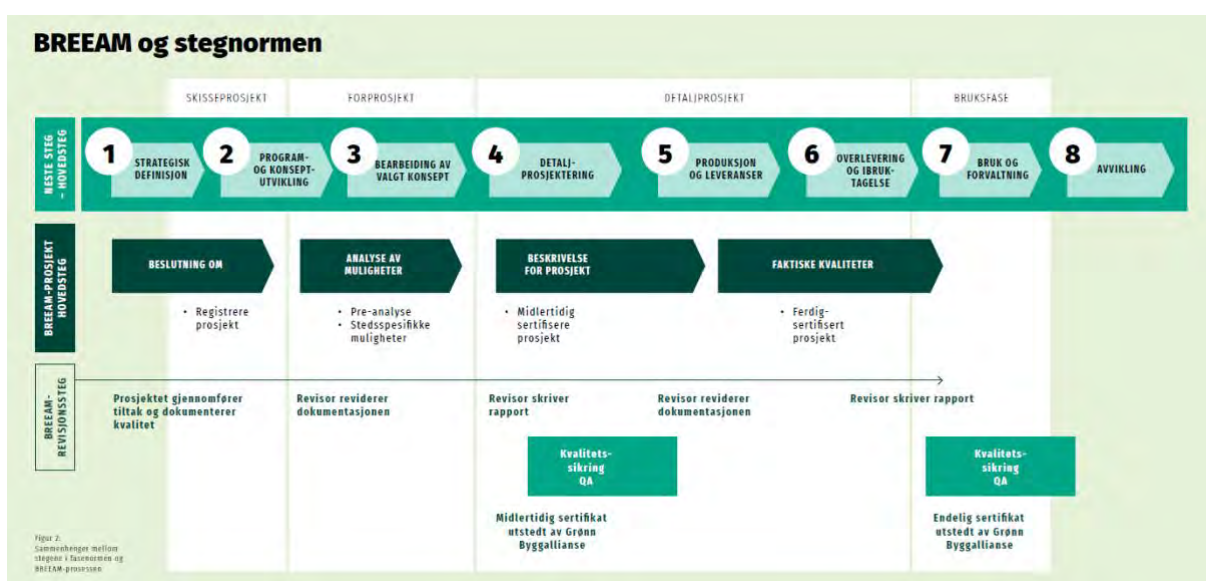 BREEAM og stegnormen
SKISSEPROSJEKT
FORPROSJEKT
DETALJPROSJEKT
BRUKSFASE
NESTE STEG
– HOVEDSTEG
1
STRATEGISK
DEFINISJON
2
PROGRAM-
OG KONSEPT-
UTVIKLING
3
BEARBEIDING AV
VALGT KONSEPT
4
DETALJ-
PROSJEKTERING
5
PRODUKSJON
OG LEVERANSER
6
OVERLEVERING
OG IBRUK-
TAGELSE
7
BRUK OG
FORVALTNING
8
AVVIKLING
BREEAM-PROSJEKT
HOVEDSTEG
BESLUTNING OM
ANALYSE AV
MULIGHETER
BESKRIVELSE
FOR PROSJEKT
FAKTISKE KVALITETER
• Registrere
prosjekt
• Pre-analyse
• Stedsspesifikke
muligheter
• Midlertidig
sertifisere
prosjekt
• Ferdig-
sertifisert
prosjekt
BREEAM-
REVISJONSSTEG
Prosjektet gjennomfører
tiltak og dokumenterer
kvalitet
Revisor reviderer
dokumentasjonen
Revisor skriver
rapport
Revisor reviderer
dokumentasjonen
Revisor skriver rapport
Kvalitets-
sikring
QA
Kvalitets-
sikring
QA
Midlertidig sertifikat
utstedt av Grønn
Byggallianse
Endelig sertifikat
utstedt av Grønn
Byggallianse
Figur 2:
Sammenhenger mellom
stegene i fasenormen og
BREEAM-prosessen